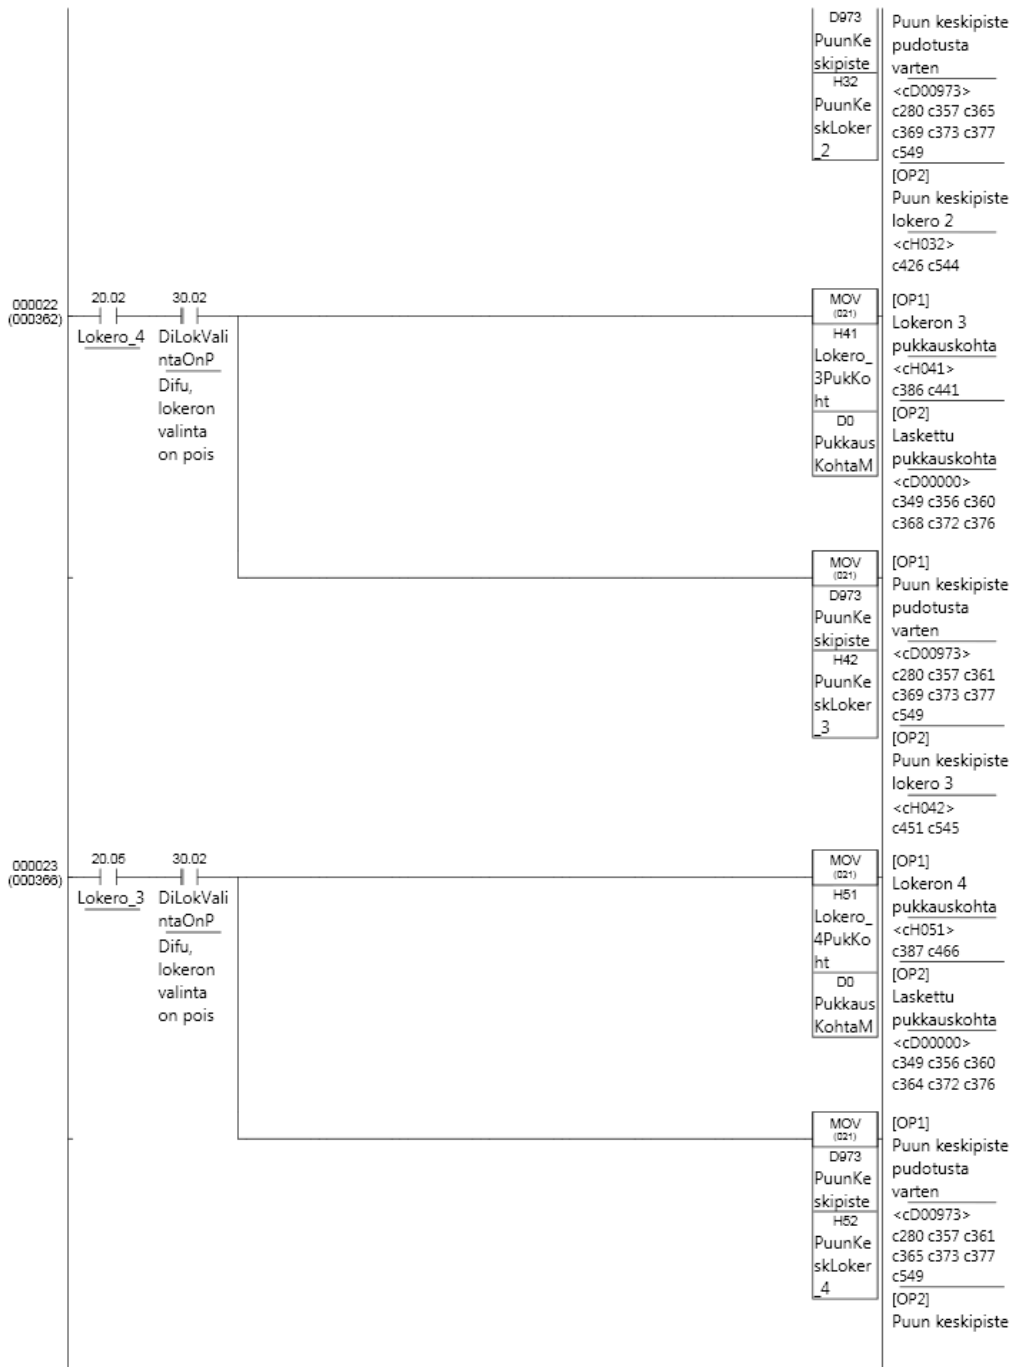 D973
PuunKe
skipiste
H32
PuunKe
skLoker
_2
Puun keskipiste
pudotusta
varten
<cD00973>
c280 c357 c365
c369 c373 c377
c549
[OP2]
Puun keskipiste
lokero 2
<cH032>
c426 c544
000022
(000362)
20.02
Lokero_4
30.02
DiLokVali
ntaOnP
Difu,
lokeron
valinta
on pois
MOV
(021)
H41
Lokero_
3PukKo
ht
D0
Pukkaus
KohtaM
[OP1]
Lokeron 3
pukkauskohta
<cH041>
c386 c441
[OP2]
Laskettu
pukkauskohta
<cD00000>
c349 c356 c360
c368 c372 c376
MOV
(021)
D973
PuunKe
skipiste
H42
PuunKe
skLoker
_3
[OP1]
Puun keskipiste
pudotusta
varten
<cD00973>
c280 c357 c361
c369 c373 c377
c549
[OP2]
Puun keskipiste
lokero 3
<cH042>
c451 c545
000023
(000366)
20.05
Lokero_3
30.02
DiLokVali
ntaOnP
Difu,
lokeron
valinta
on pois
MOV
(021)
H51
Lokero_
4PukKo
ht
D0
Pukkaus
KohtaM
[OP1]
Lokeron 4
pukkauskohta
<cH051>
c387 c466
[OP2]
Laskettu
pukkauskohta
<cD00000>
c349 c356 c360
c364 c372 c376
MOV
(021)
D973
PuunKe
skipiste
H52
PuunKe
skLoker
_4
[OP1]
Puun keskipiste
pudotusta
varten
<cD00973>
c280 c357 c361
c365 c373 c377
c549
[OP2]
Puun keskipiste